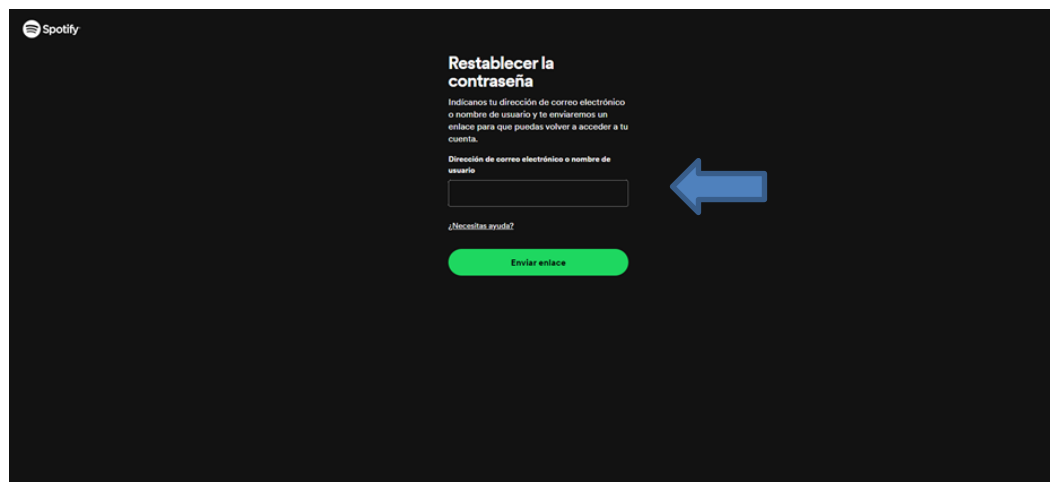 Spotify
Restablecer la
contraseña
Indícanos tu dirección de correo electrónico
o nombre de usuario y te enviaremos un
enlace para que puedas volver a acceder a tu
cuenta.
Dirección de correo electrónico o nombre de
usuario
¿Necesitas ayuda?
Enviar enlace